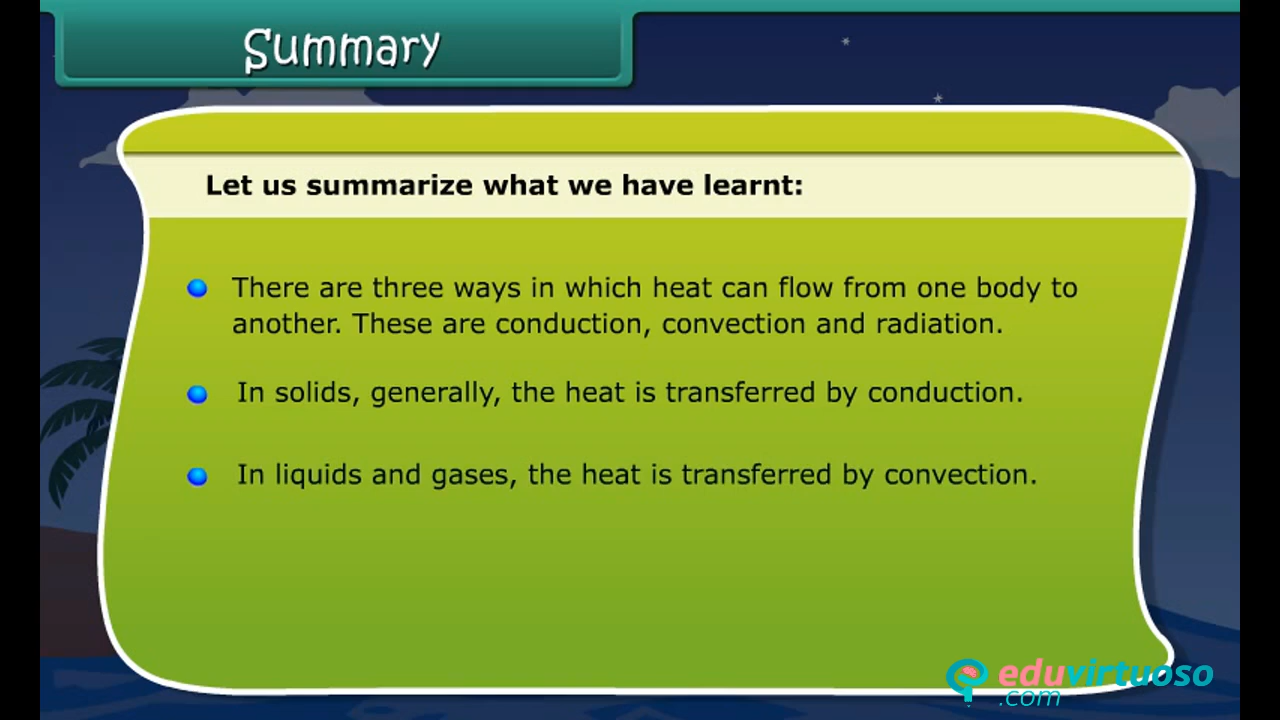 Summary
Let us summarize what we have learnt:
There are three ways in which heat can flow from one body to
another. These are conduction, convection and radiation.
In solids, generally, the heat is transferred by conduction.
In liquids and gases, the heat is transferred by convection.
eduvirtuoso
.com